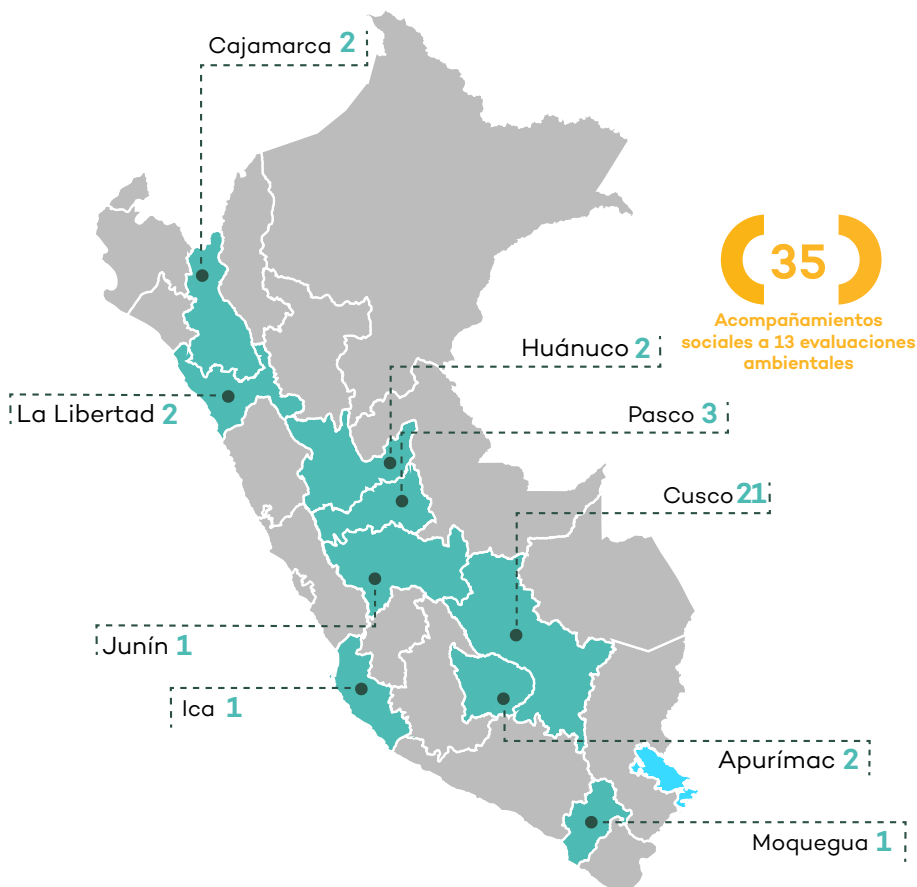 Cajamarca 2
35
Acompañamientos
sociales a 13 evaluaciones
ambientales
Huánuco 2
La Libertad 2
Pasco 3
Cusco 21
Junín 1
Ica 1
Apurímac 2
Moquegua 1